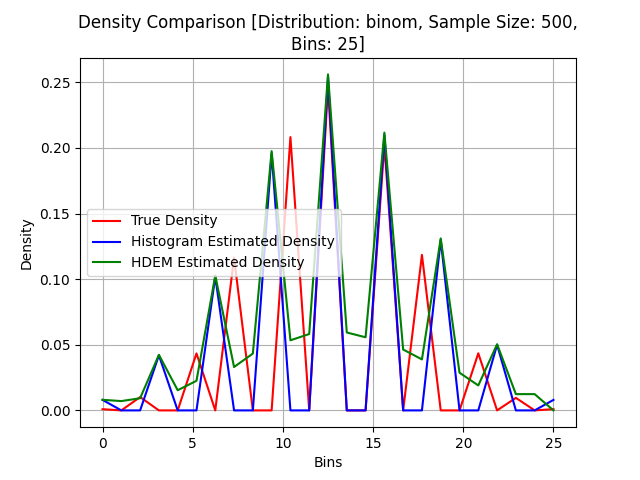 Density Comparison [Distribution: binom, Sample Size: 500,
Bins: 25]
Density
0.25
0.20
0.15
0.10
0.05
0.00
True Density
Histogram Estimated Density
HDEM Estimated Density
0 5 10 15 20 25
Bins